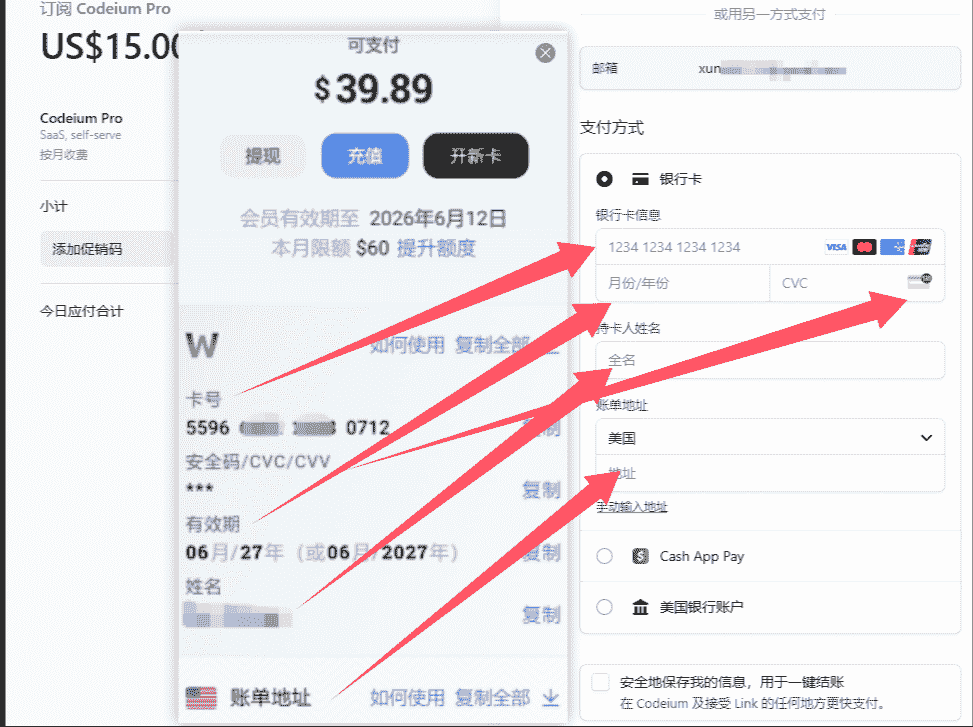 订阅 Codeium Pro
US$15.00
Codeium Pro
SaaS, self-serve
按月收费
小计
添加促销码
今日应付合计
可支付
$39.89
提现
充值
开新卡
会员有效期至 2026年6月12日
本月限额 $60 提升额度
W
如何使用 复制全部
卡号
5596 0712
复制
安全码/CVC/CVV
***
复制
有效期
06月/27年（或06月/2027年）
复制
姓名
复制
账单地址
如何使用 复制全部
或用另一方式支付
邮箱
xun
支付方式
银行卡
银行卡信息
1234 1234 1234 1234
VISA
月份/年份
CVC
持卡人姓名
全名
账单地址
美国
地址
手动输入地址
Cash App Pay
美国银行账户
安全地保存我的信息，用于一键结账
在 Codeium 及接受 Link 的任何地方更快支付。